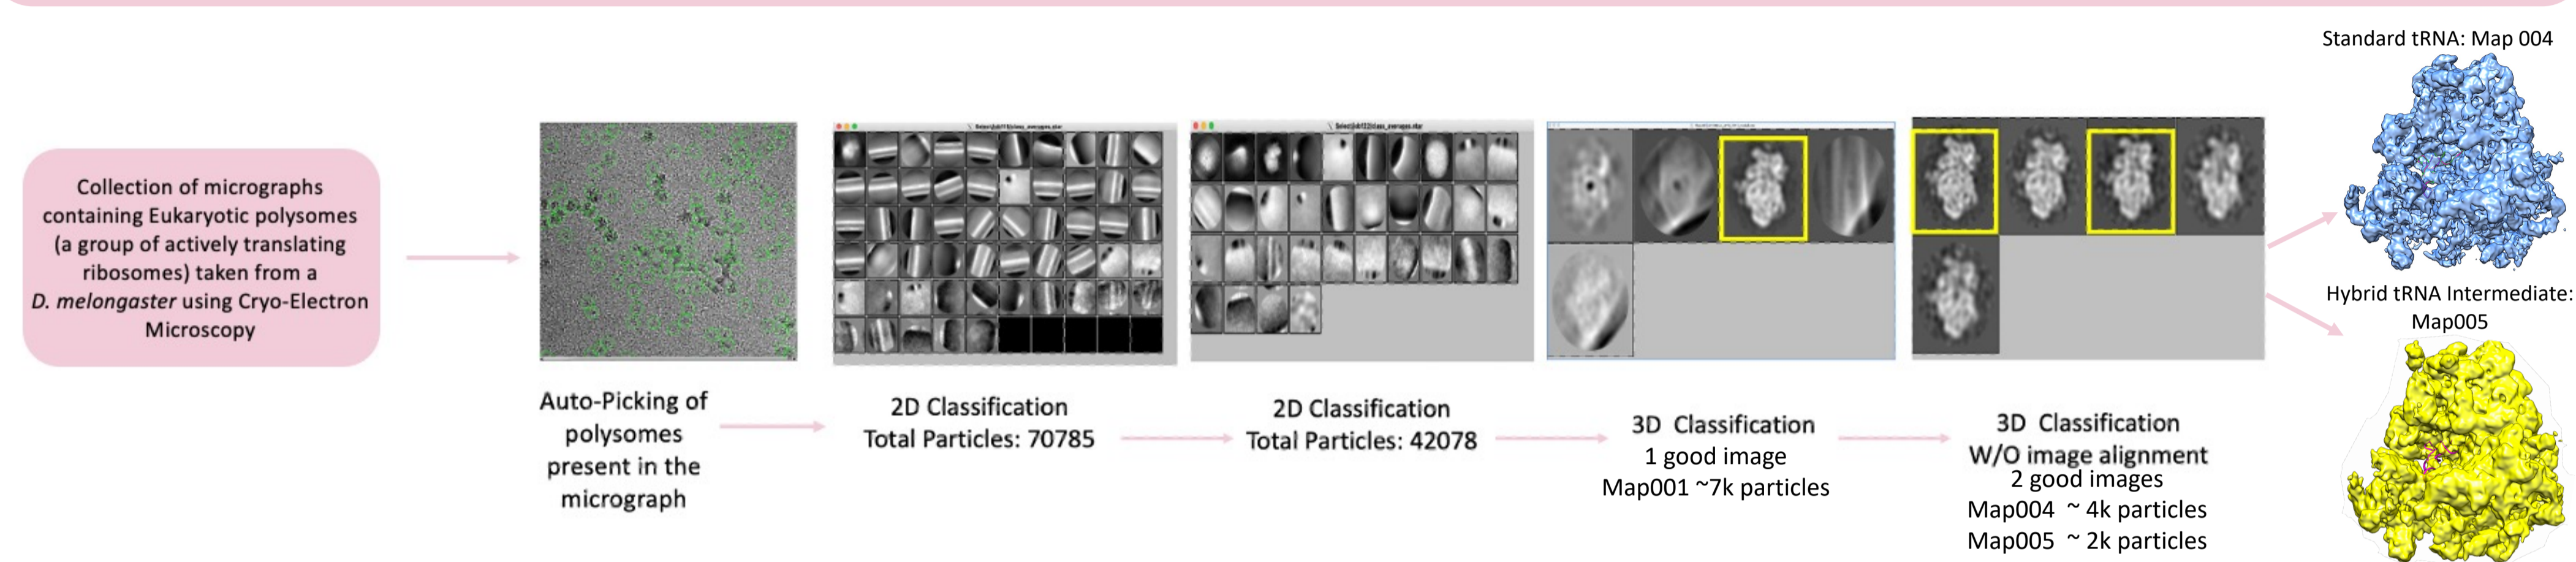 Standard tRNA: Map 004
Collection of micrographs
containing Eukaryotic polysomes
(a group of actively translating
ribosomes) taken from a
D. melongaster using Cryo-Electron
Microscopy
Hybrid tRNA Intermediate:
Map005
Auto-Picking of
polysomes
present in the
micrograph
2D Classification
Total Particles: 70785
2D Classification
Total Particles: 42078
3D Classification
1 good image
Map001 ~7k particles
3D Classification
W/O image alignment
2 good images
Map004 ~ 4k particles
Map005 ~ 2k particles